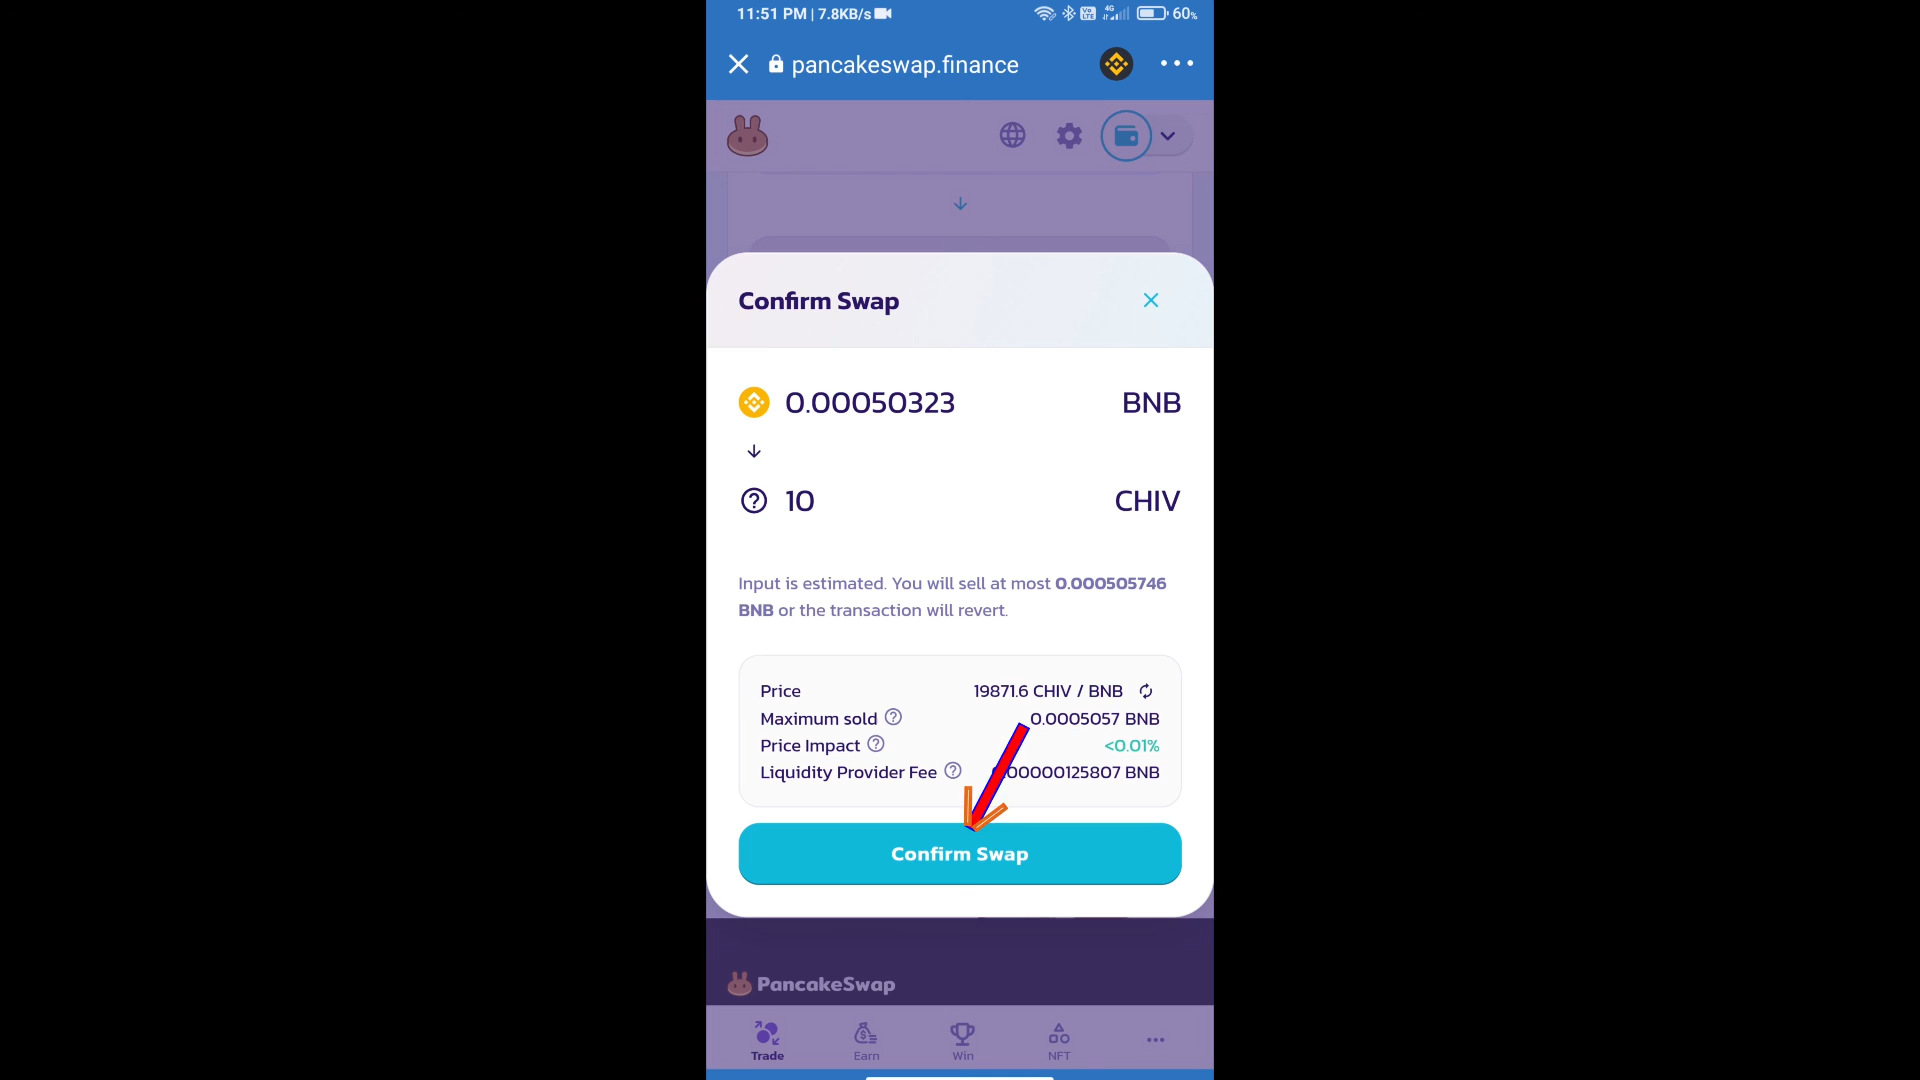 11:51 PM | 7.8KB/s
Vo LTE 4G 60%
pancakeswap.finance
Confirm Swap
0.00050323 BNB
10 CHIV
Input is estimated. You will sell at most 0.000505746
BNB or the transaction will revert.
Price 19871.6 CHIV / BNB
Maximum sold 0.0005057 BNB
Price Impact <0.01%
Liquidity Provider Fee .00000125807 BNB
Confirm Swap
PancakeSwap
Trade Earn Win NFT